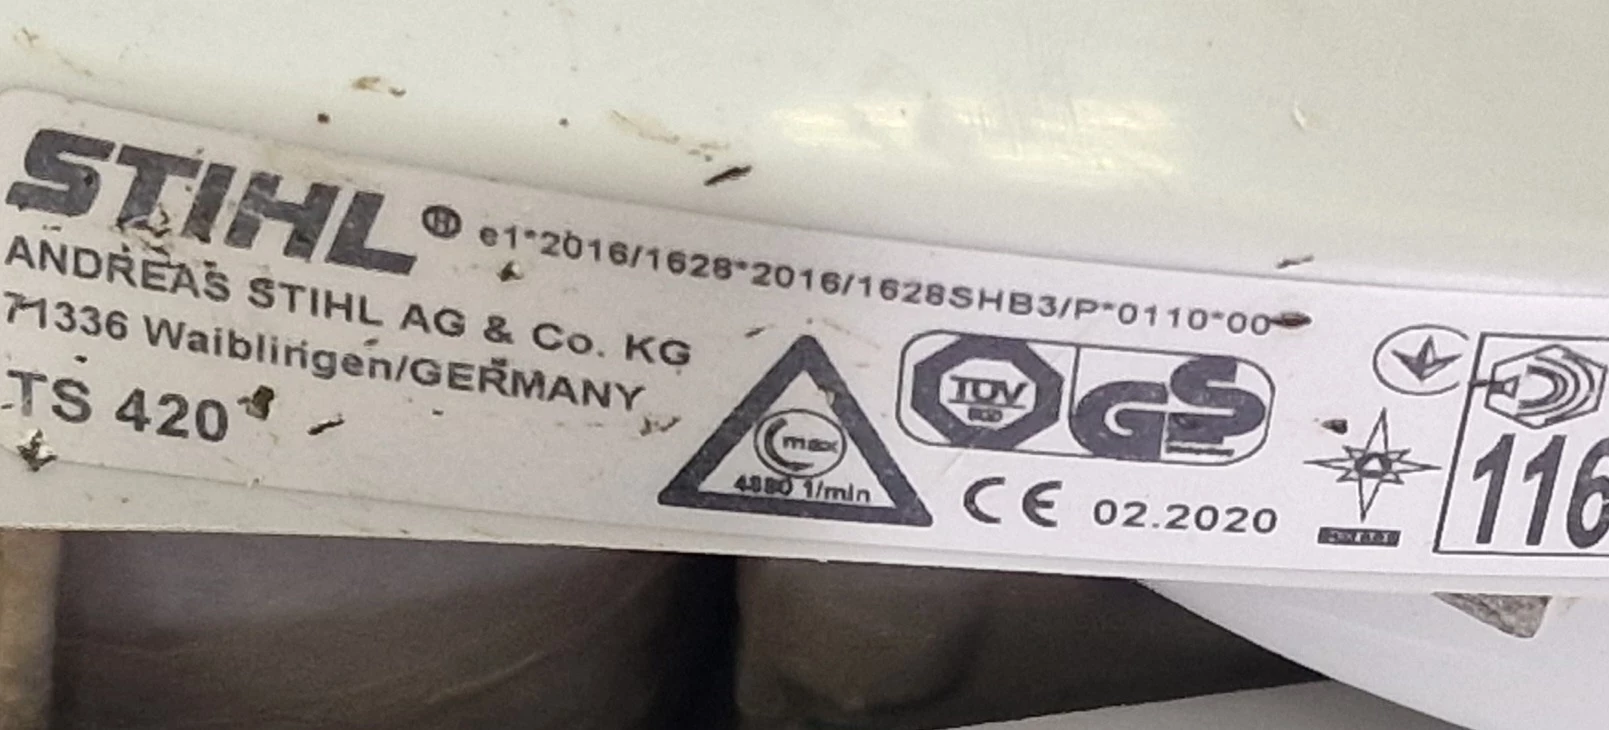 STIHL® e1*2016/1628*2016/1628SHB3/P*0110*00
ANDREAS STIHL AG & Co. KG
71336 Waiblingen/GERMANY
TS 420
max
4880 1/min
TÜV
GS
CE 02.2020
116